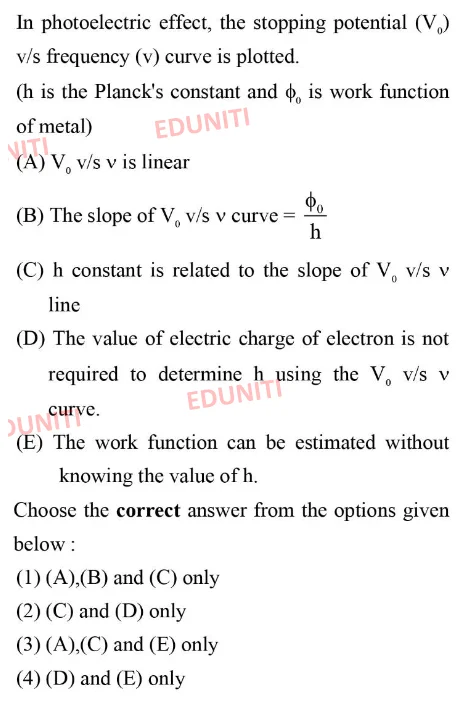 In photoelectric effect, the stopping potential (V₀)
v/s frequency (ν) curve is plotted.
(h is the Planck's constant and ϕ₀ is work function
of metal)
EDUNITI
NITI
(A) V₀ v/s ν is linear
(B) The slope of V₀ v/s ν curve = ϕ₀/h
(C) h constant is related to the slope of V₀ v/s ν
line
(D) The value of electric charge of electron is not
required to determine h using the V₀ v/s ν
EDUNITI
curve.
DUNITI
(E) The work function can be estimated without
knowing the value of h.
Choose the correct answer from the options given
below :
(1) (A),(B) and (C) only
(2) (C) and (D) only
(3) (A),(C) and (E) only
(4) (D) and (E) only